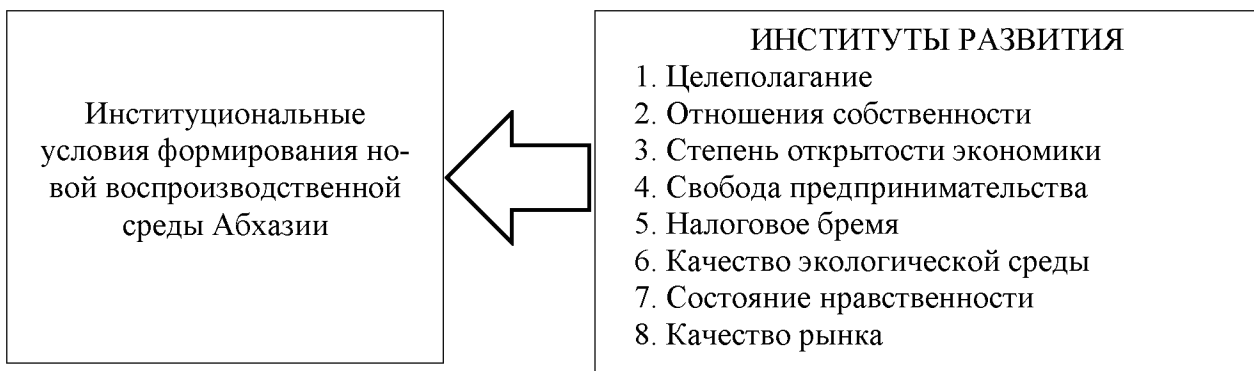 Институциональные
условия формирования но-
вой воспроизводственной
среды Абхазии
ИНСТИТУТЫ РАЗВИТИЯ
1. Целеполагание
2. Отношения собственности
3. Степень открытости экономики
4. Свобода предпринимательства
5. Налоговое бремя
6. Качество экологической среды
7. Состояние нравственности
8. Качество рынка